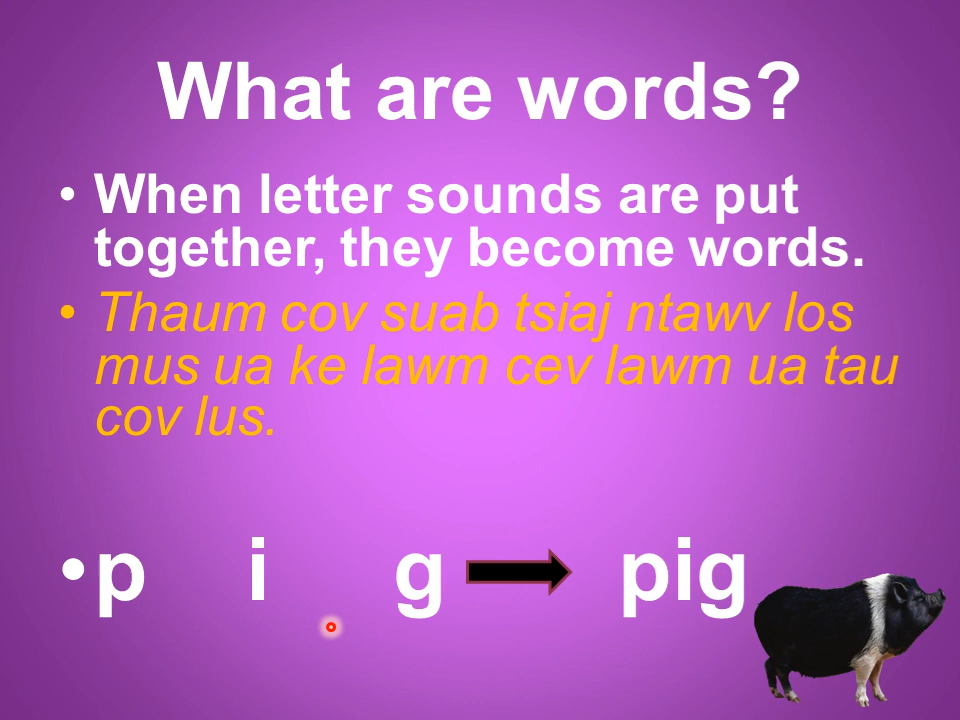 What are words?
• When letter sounds are put
together, they become words.
• Thaum cov suab tsiaj ntawv los
mus ua ke lawm cev lawm ua tau
cov lus.
• p i g pig